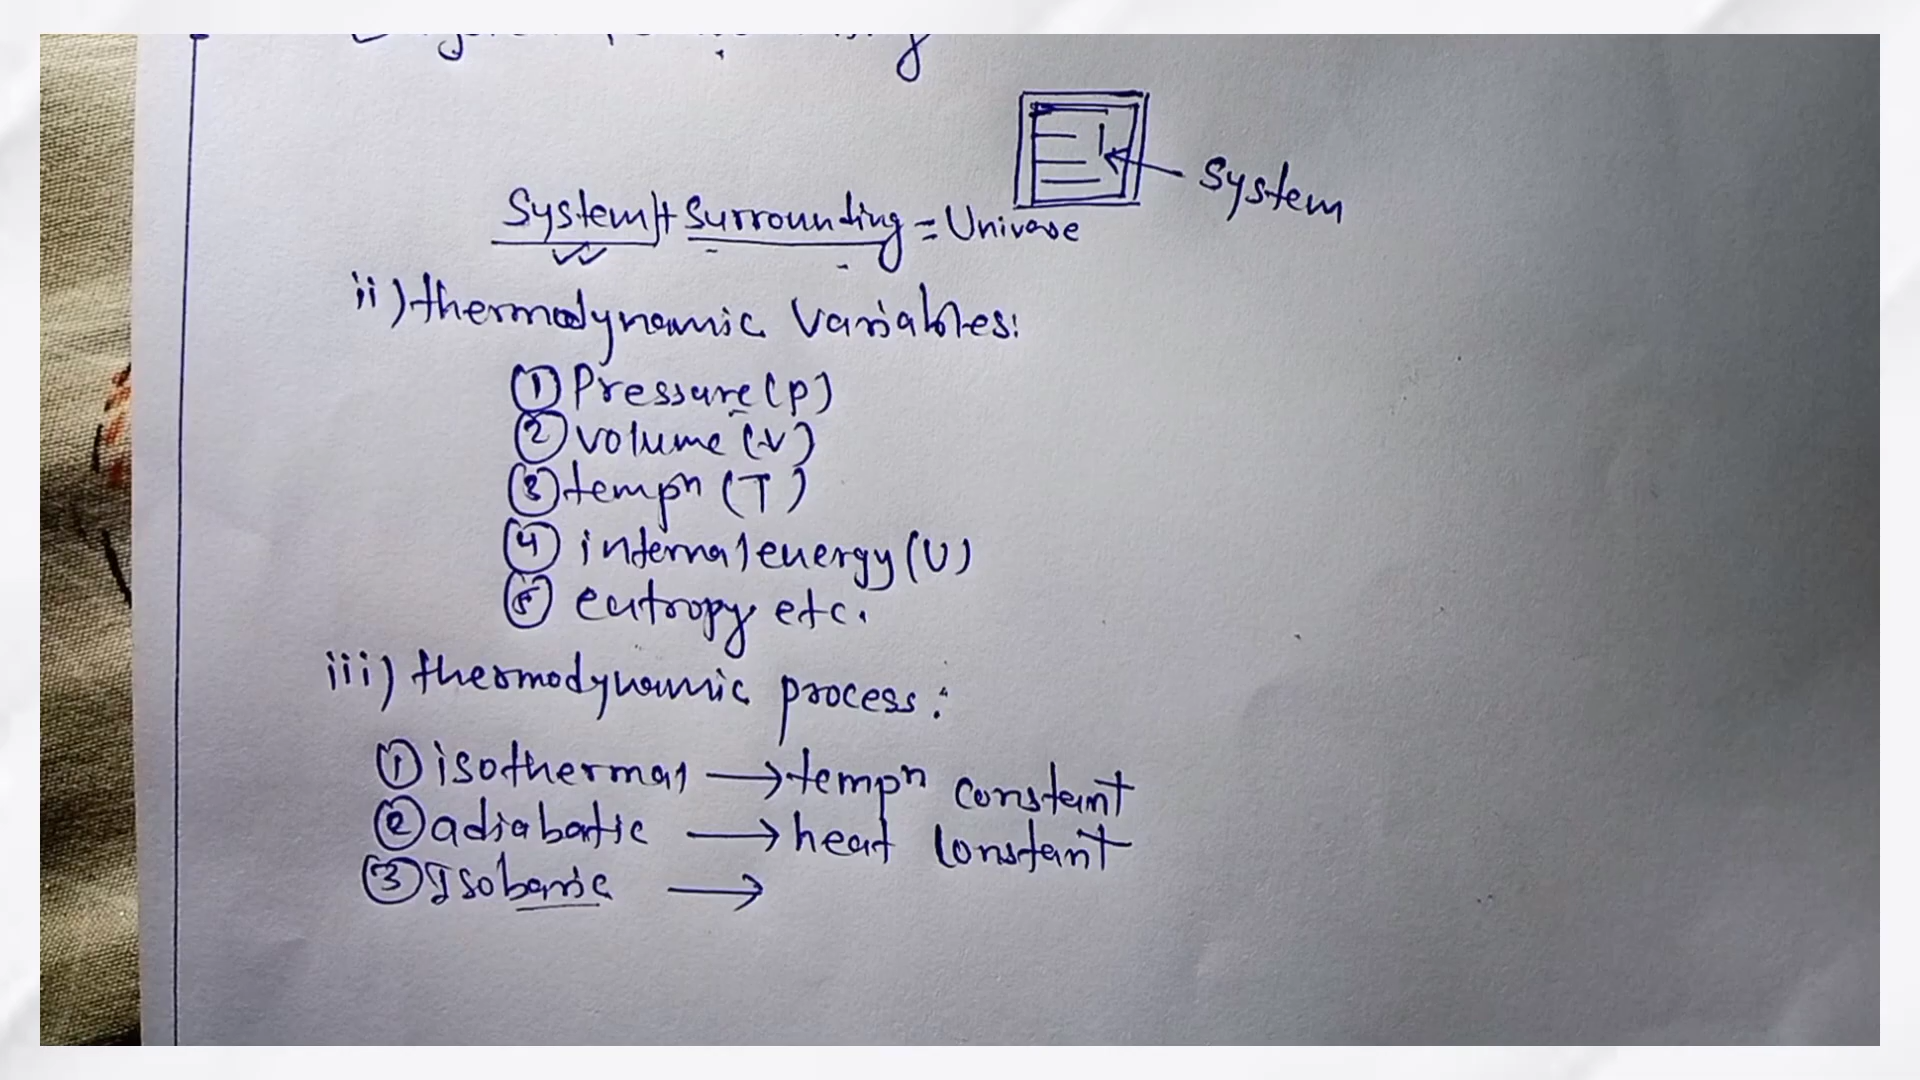 System
System + Surrounding = Universe
ii) thermodynamic variables:
① Pressure (P)
② volume (V)
③ tempn (T)
④ internal energy (U)
⑤ entropy etc.
iii) thermodynamic process:
① isothermal → tempn constant
② adiabatic → heat constant
③ Isobaric →